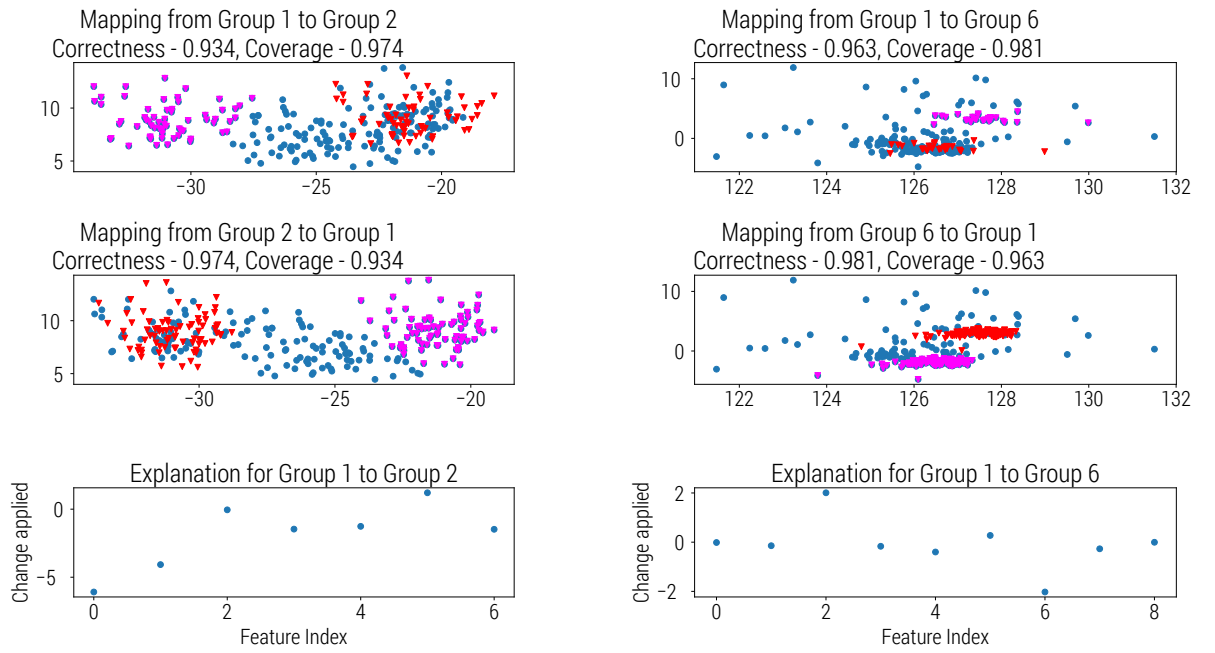 Mapping from Group 1 to Group 2
Correctness - 0.934, Coverage - 0.974
10
5
−30
−25
−20
Mapping from Group 1 to Group 6
Correctness - 0.963, Coverage - 0.981
10
0
122
124
126
128
130
132
Mapping from Group 2 to Group 1
Correctness - 0.974, Coverage - 0.934
10
5
−30
−25
−20
Mapping from Group 6 to Group 1
Correctness - 0.981, Coverage - 0.963
10
0
122
124
126
128
130
132
Explanation for Group 1 to Group 2
Change applied
0
−5
0
2
4
6
Feature Index
Explanation for Group 1 to Group 6
Change applied
2
0
−2
0
2
4
6
8
Feature Index